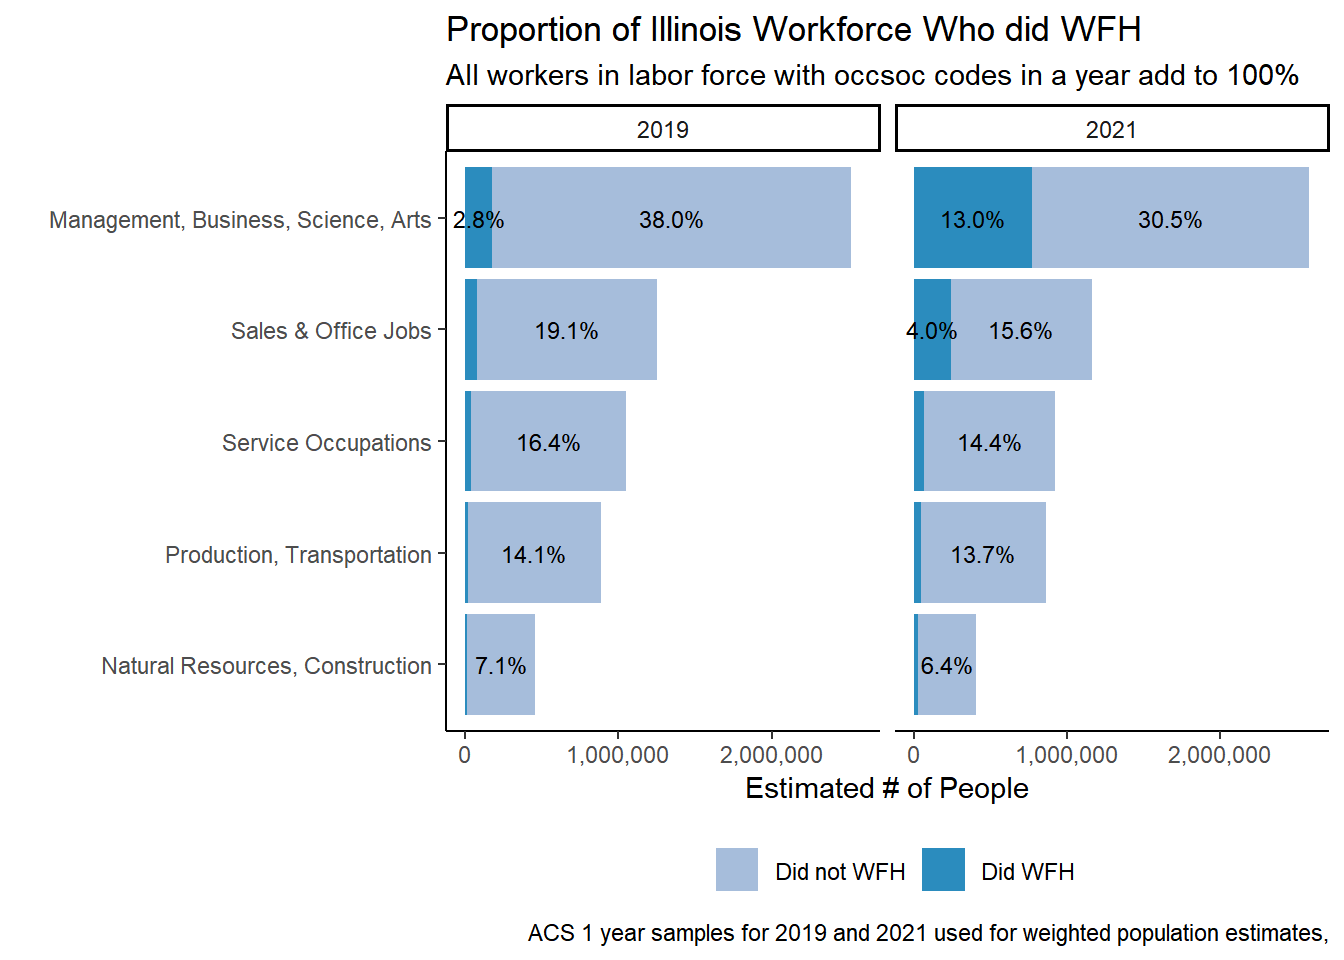 Proportion of Illinois Workforce Who did WFH
All workers in labor force with occsoc codes in a year add to 100%
2019
2021
Management, Business, Science, Arts
2.8%
38.0%
13.0%
30.5%
Sales & Office Jobs
19.1%
4.0%
15.6%
Service Occupations
16.4%
14.4%
Production, Transportation
14.1%
13.7%
Natural Resources, Construction
7.1%
6.4%
0
1,000,000
2,000,000
0
1,000,000
2,000,000
Estimated # of People
Did not WFH
Did WFH
ACS 1 year samples for 2019 and 2021 used for weighted population estimates,